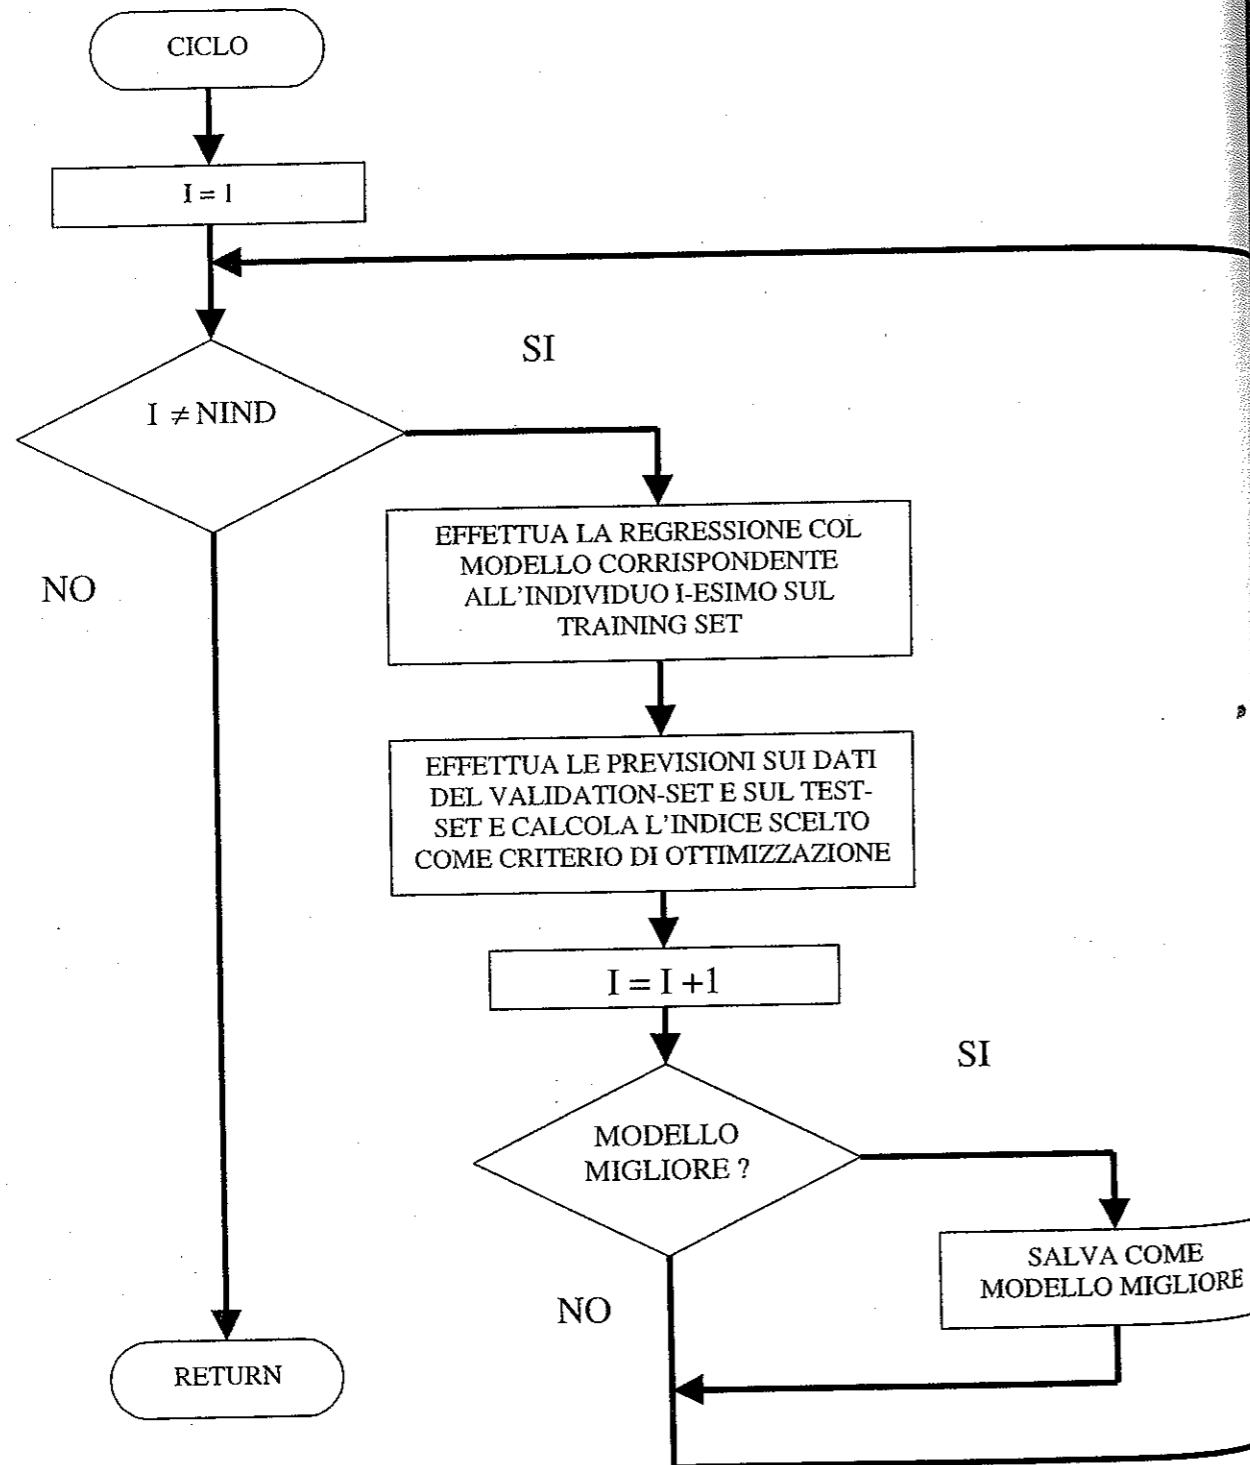 CICLO
I = 1
SI
I ≠ NIND
NO
EFFETTUA LA REGRESSIONE COL
MODELLO CORRISPONDENTE
ALL'INDIVIDUO I-ESIMO SUL
TRAINING SET
EFFETTUA LE PREVISIONI SUI DATI
DEL VALIDATION-SET E SUL TEST-
SET E CALCOLA L'INDICE SCELTO
COME CRITERIO DI OTTIMIZZAZIONE
I = I +1
SI
MODELLO
MIGLIORE ?
SALVA COME
MODELLO MIGLIORE
NO
RETURN